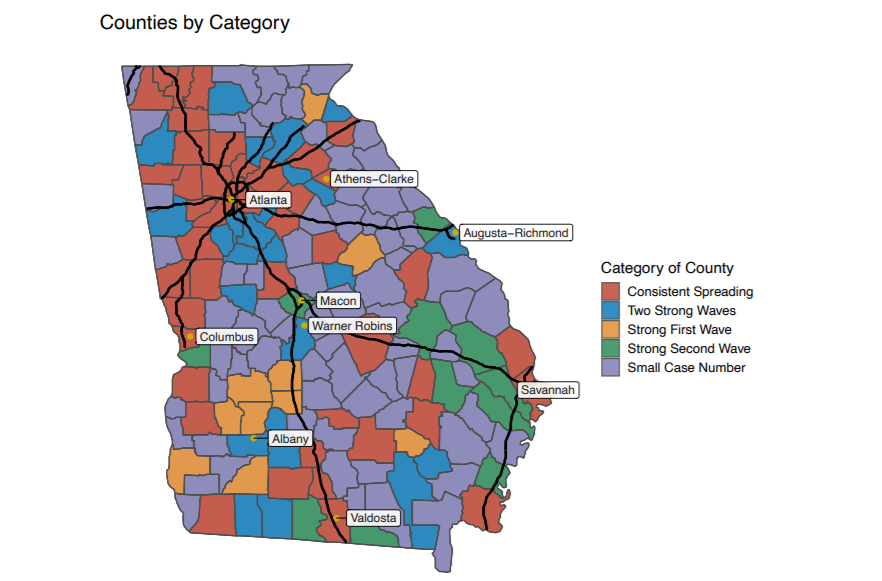 Counties by Category
Athens−Clarke
Atlanta
Augusta−Richmond
Category of County
Consistent Spreading
Macon
Two Strong Waves
Warner Robins
Strong First Wave
Columbus
Strong Second Wave
Small Case Number
Savannah
Albany
Valdosta